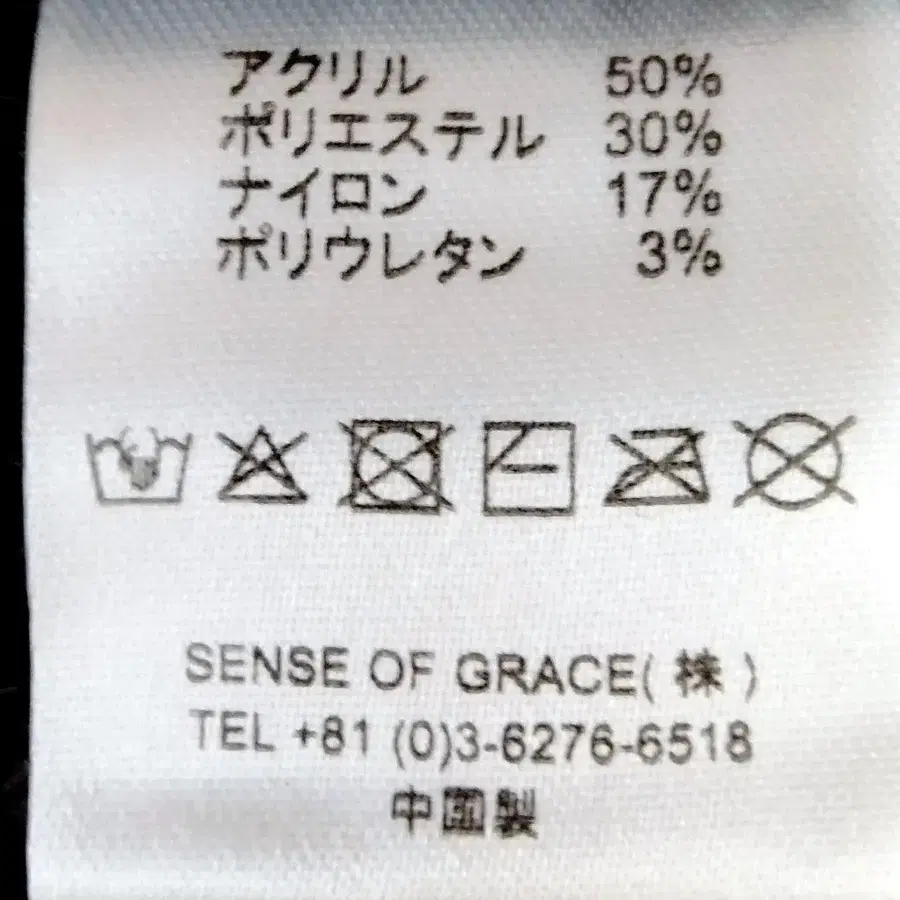 アクリル 50%
ポリエステル 30%
ナイロン 17%
ポリウレタン 3%
SENSE OF GRACE(株)
TEL +81 (0)3-6276-6518
中国製